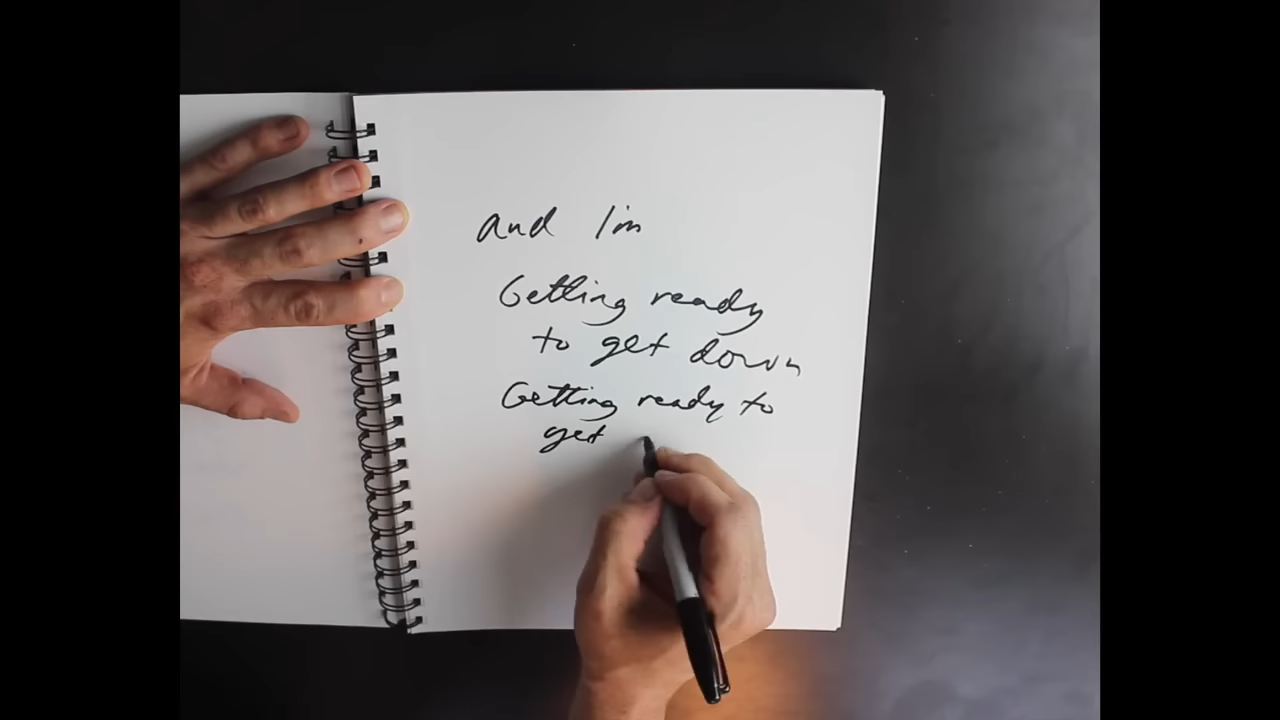 and I'm
Getting ready
to get down
Getting ready to
get